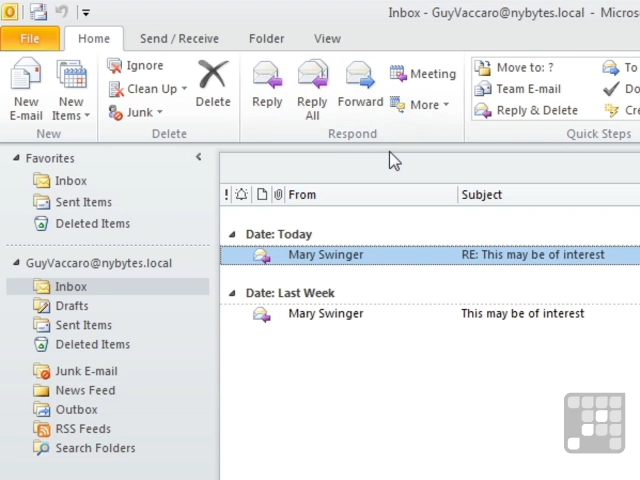 Inbox - GuyVaccaro@nybytes.local - Micros
File Home Send / Receive Folder View
Ignore
Clean Up
Junk
New E-mail
New Items
Delete
Reply
Reply All
Forward
Meeting
More
Move to: ?
Team E-mail
Reply & Delete
To
Do
Cre
New Delete Respond Quick Steps
Favorites
Inbox
Sent Items
Deleted Items
GuyVaccaro@nybytes.local
Inbox
Drafts
Sent Items
Deleted Items
Junk E-mail
News Feed
Outbox
RSS Feeds
Search Folders
! From Subject
Date: Today
Mary Swinger RE: This may be of interest
Date: Last Week
Mary Swinger This may be of interest